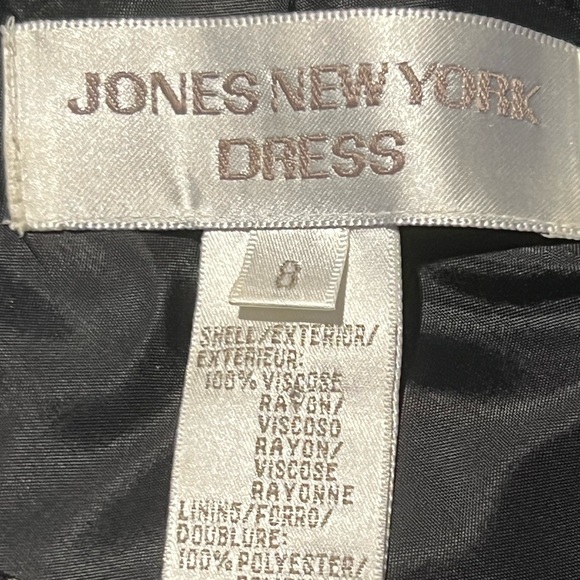 JONES NEW YORK
DRESS
8
SHELL/EXTERIOR/
EXTERIEUR:
100% VISCOSE
RAYON/
VISCOSO
RAYON/
VISCOSE
RAYONNE
LINING/FORRO/
DOUBLURE:
100% POLYESTER/